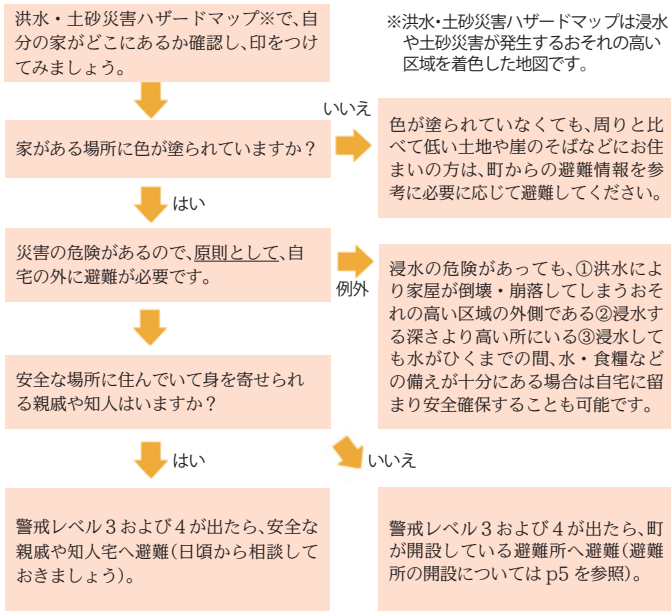 洪水・土砂災害ハザードマップ※で、自
分の家がどこにあるか確認し、印をつけ
てみましょう。
※洪水・土砂災害ハザードマップは浸水
や土砂災害が発生するおそれの高い
区域を着色した地図です。
家がある場所に色が塗られていますか？
いいえ
色が塗られていなくても、周りと比
べて低い土地や崖のそばなどにお住
まいの方は、町からの避難情報を参
考に必要に応じて避難してください。
はい
災害の危険があるので、原則として、自
宅の外に避難が必要です。
例外
浸水の危険があっても、①洪水によ
り家屋が倒壊・崩落してしまうおそ
れの高い区域の外側である②浸水す
る深さより高い所にいる③浸水して
も水がひくまでの間、水・食糧など
の備えが十分にある場合は自宅に留
まり安全確保することも可能です。
安全な場所に住んでいて身を寄せられ
る親戚や知人はいますか？
はい
いいえ
警戒レベル３および４が出たら、安全な
親戚や知人宅へ避難(日頃から相談して
おきましょう)。
警戒レベル３および４が出たら、町
が開設している避難所へ避難(避難
所の開設については p5 を参照)。